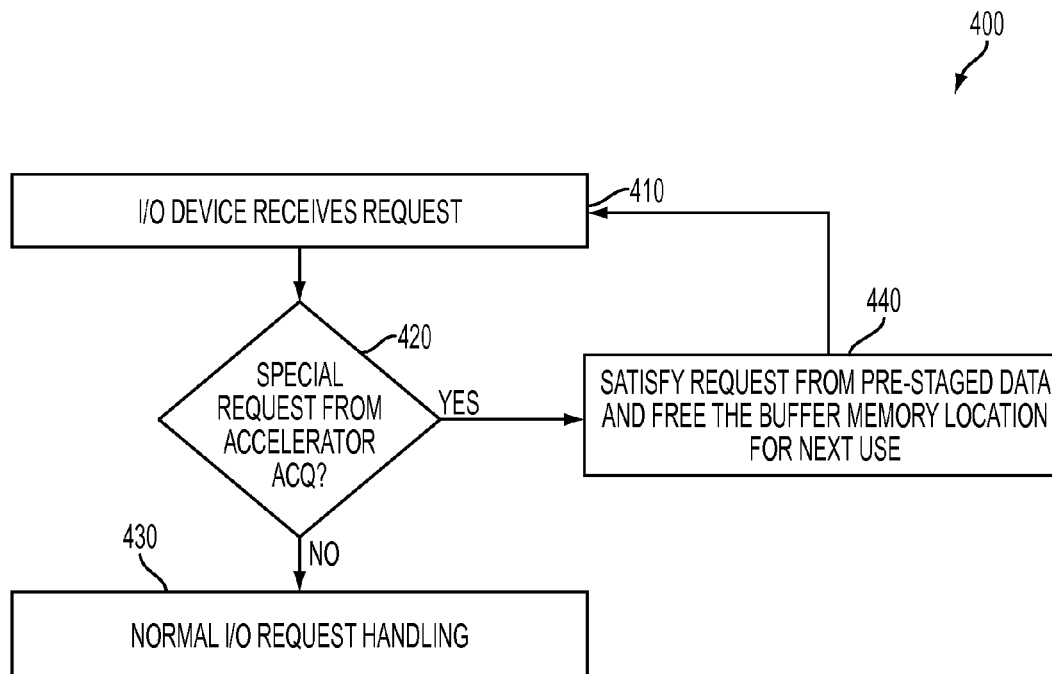 400
I/O DEVICE RECEIVES REQUEST
410
SPECIAL
REQUEST FROM
ACCELERATOR
ACQ?
420
YES
440
SATISFY REQUEST FROM PRE-STAGED DATA
AND FREE THE BUFFER MEMORY LOCATION
FOR NEXT USE
NO
430
NORMAL I/O REQUEST HANDLING